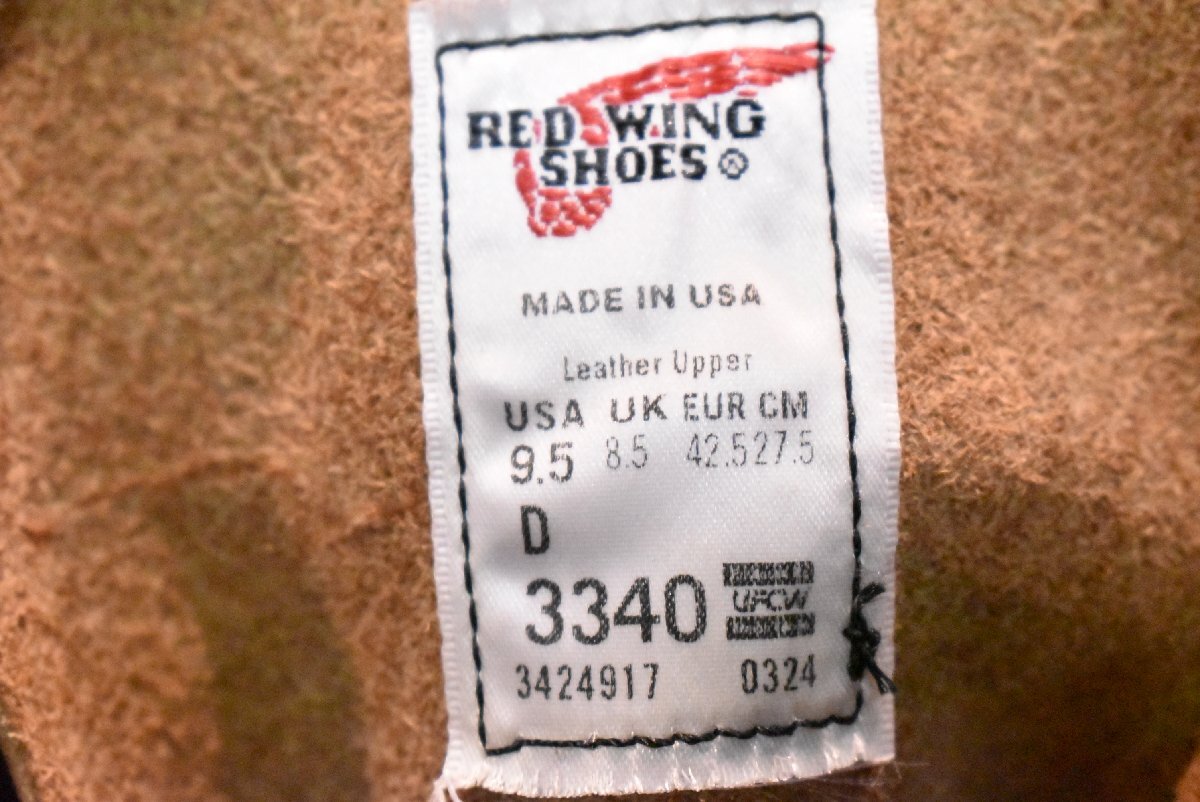 RED WING
SHOES®
MADE IN USA
Leather Upper
USA UK EUR CM
9.5 8.5 42.5 27.5
D
3340 UFCW
3424917 0324